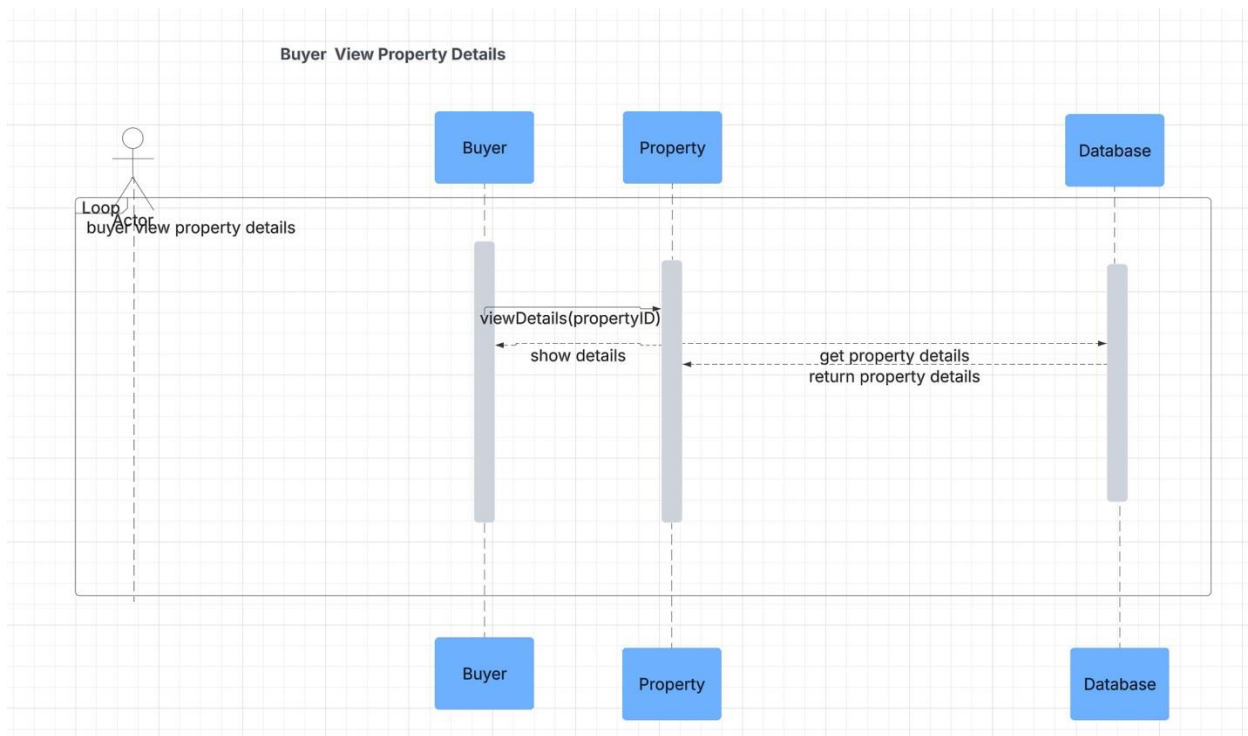 Buyer View Property Details
Buyer
Property
Database
Loop
Actor
buyer view property details
viewDetails(propertyID)
show details
get property details
return property details
Buyer
Property
Database